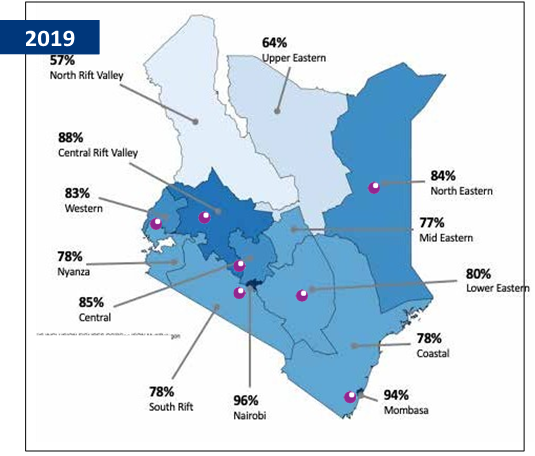 2019
57%
North Rift Valley
64%
Upper Eastern
88%
Central Rift Valley
84%
North Eastern
83%
Western
77%
Mid Eastern
78%
Nyanza
80%
Lower Eastern
85%
Central
78%
Coastal
78%
South Rift
96%
Nairobi
94%
Mombasa